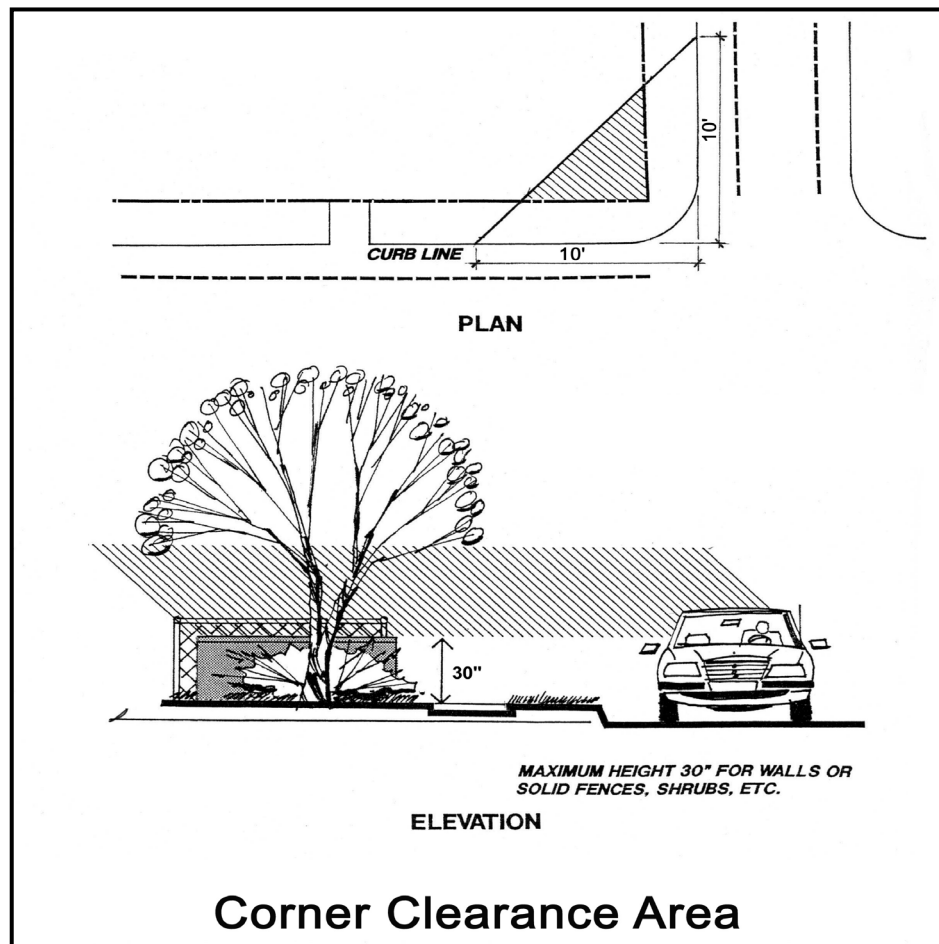 10'
CURB LINE
10'
PLAN
30"
MAXIMUM HEIGHT 30" FOR WALLS OR
SOLID FENCES, SHRUBS, ETC.
ELEVATION
Corner Clearance Area